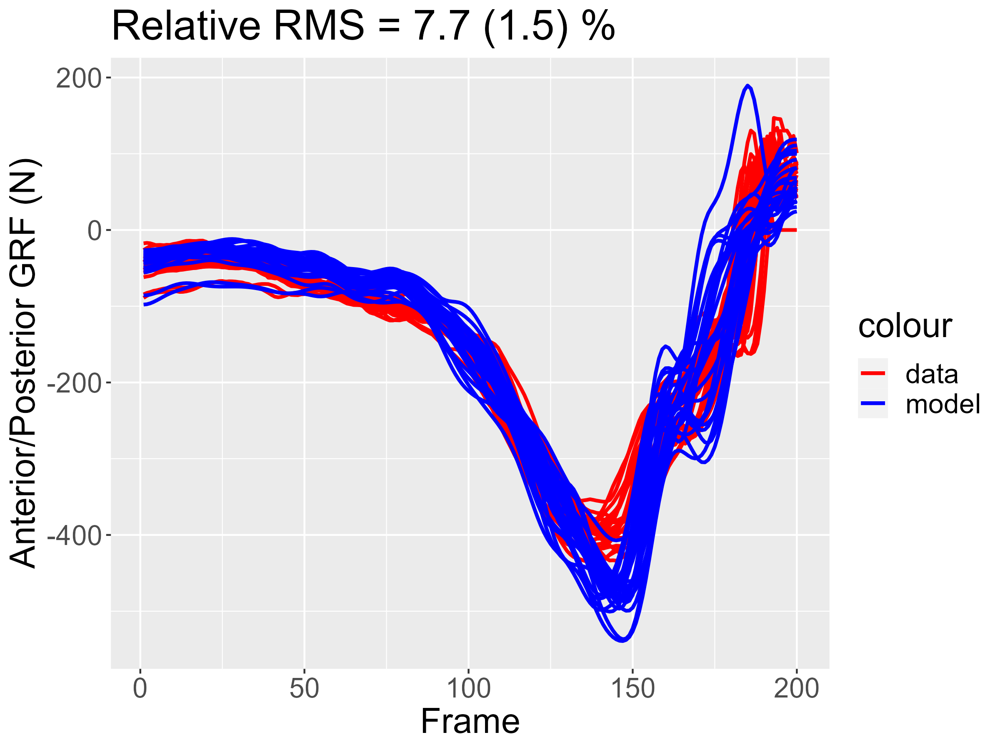 Relative RMS = 7.7 (1.5) %
Anterior/Posterior GRF (N)
200
0
-200
-400
0 50 100 150 200
Frame
colour
data
model